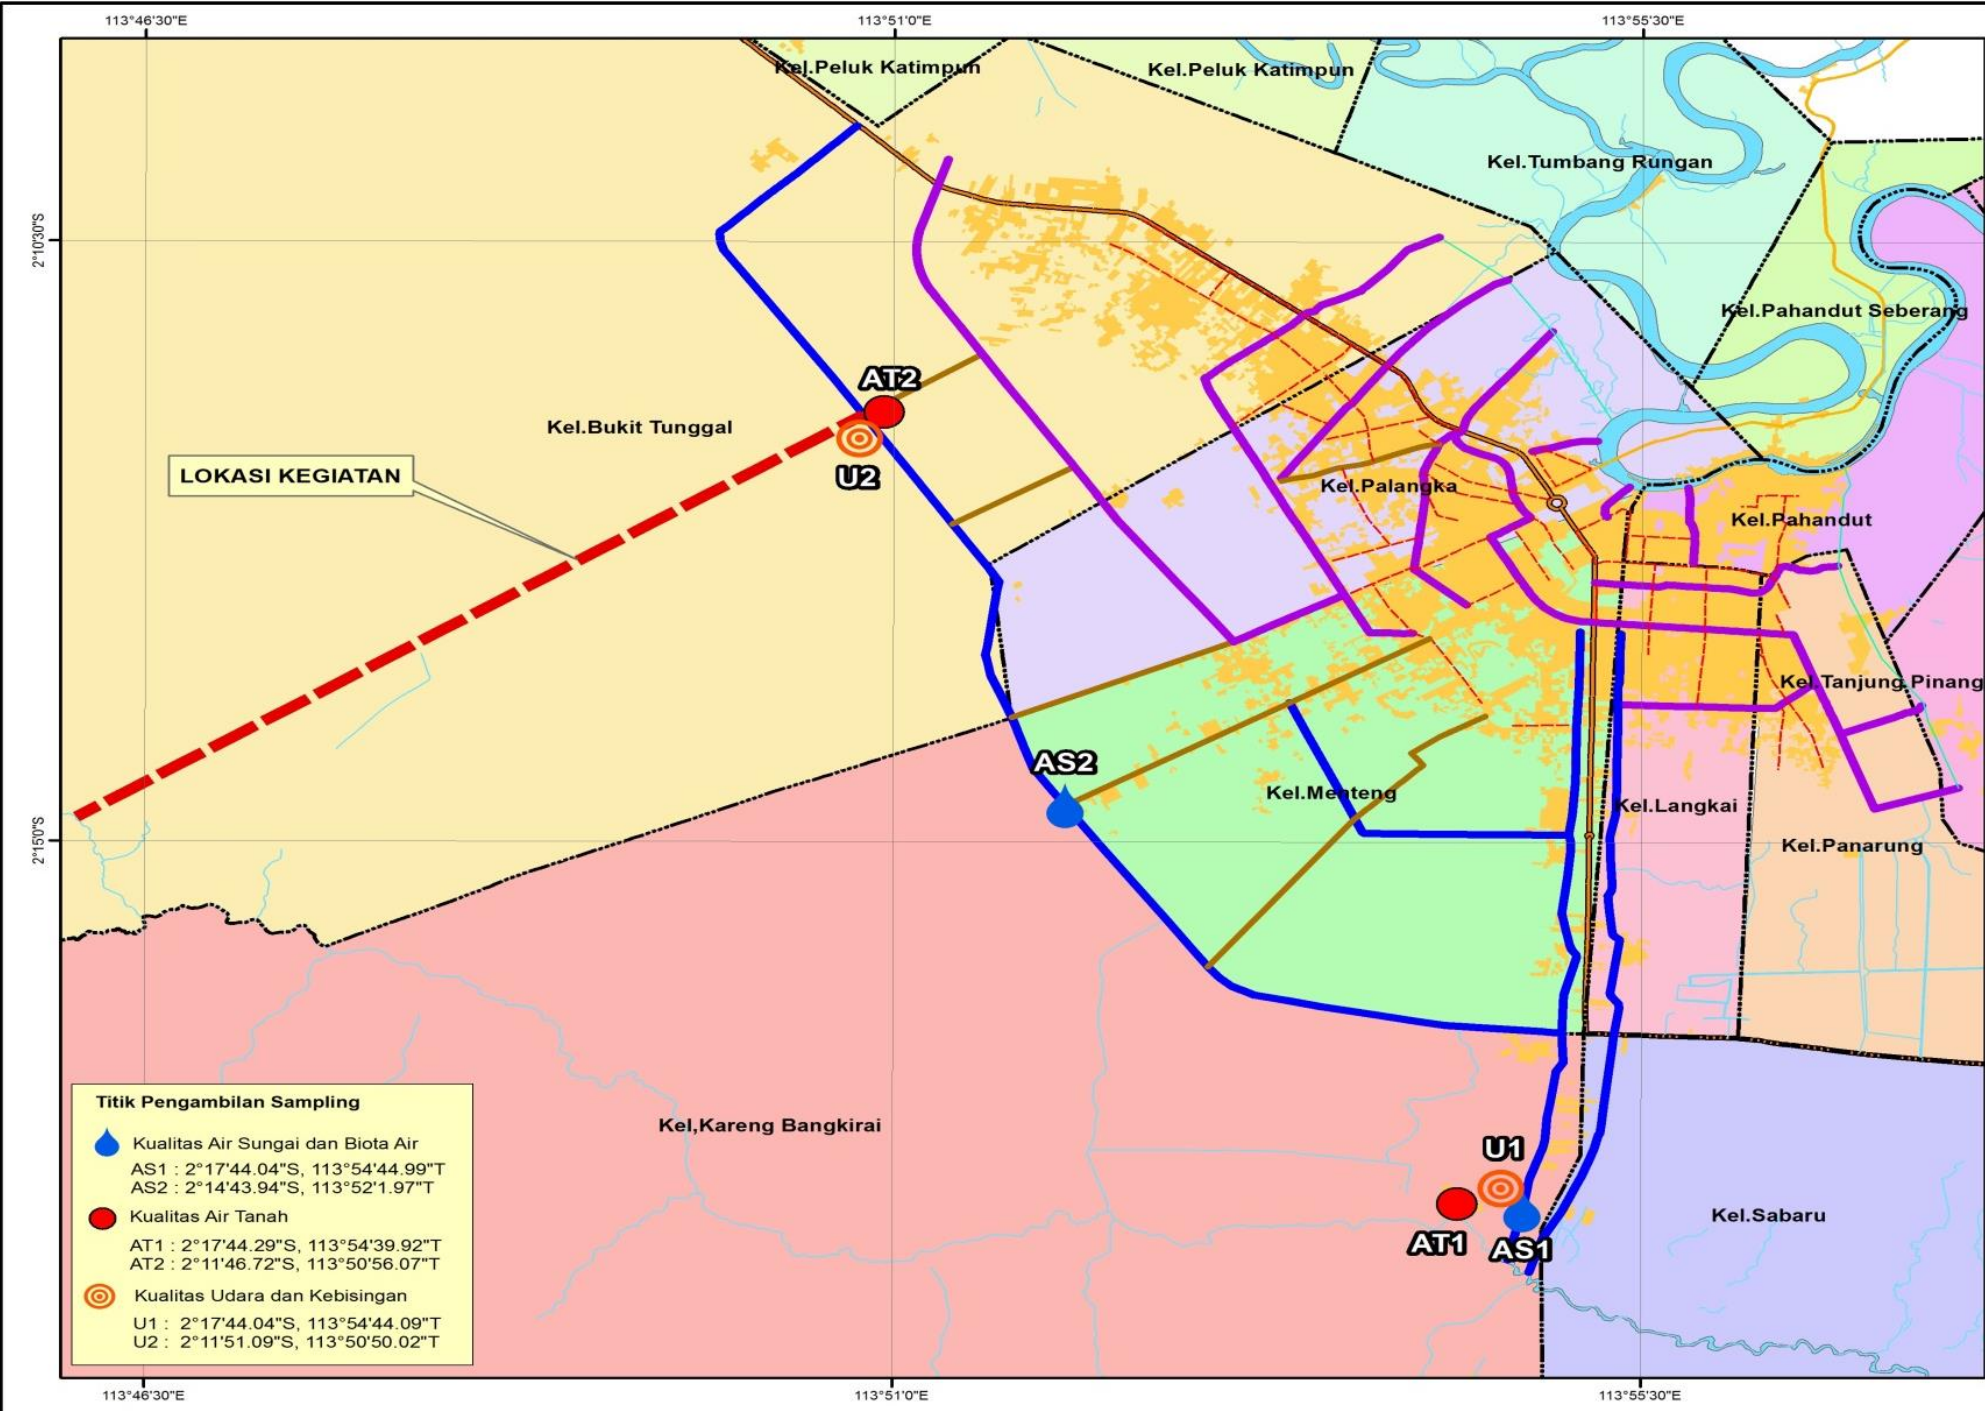 113°46'30"E
113°51'0"E
113°55'30"E
Kel.Peluk Katimpun
Kel.Peluk Katimpun
Kel.Tumbang Rungan
2°10'30"S
Kel.Pahandut Seberang
AT2
Kel.Bukit Tunggal
LOKASI KEGIATAN
U2
Kel.Palangka
Kel.Pahandut
Kel.Tanjung Pinang
AS2
Kel.Menteng
Kel.Langkai
2°15'0"S
Kel.Panarung
Titik Pengambilan Sampling
Kualitas Air Sungai dan Biota Air
AS1 : 2°17'44.04"S, 113°54'44.99"T
AS2 : 2°14'43.94"S, 113°52'1.97"T
Kualitas Air Tanah
AT1 : 2°17'44.29"S, 113°54'39.92"T
AT2 : 2°11'46.72"S, 113°50'56.07"T
Kualitas Udara dan Kebisingan
U1 : 2°17'44.04"S, 113°54'44.09"T
U2 : 2°11'51.09"S, 113°50'50.02"T
Kel,Kareng Bangkirai
U1
AT1
AS1
Kel.Sabaru
113°46'30"E
113°51'0"E
113°55'30"E